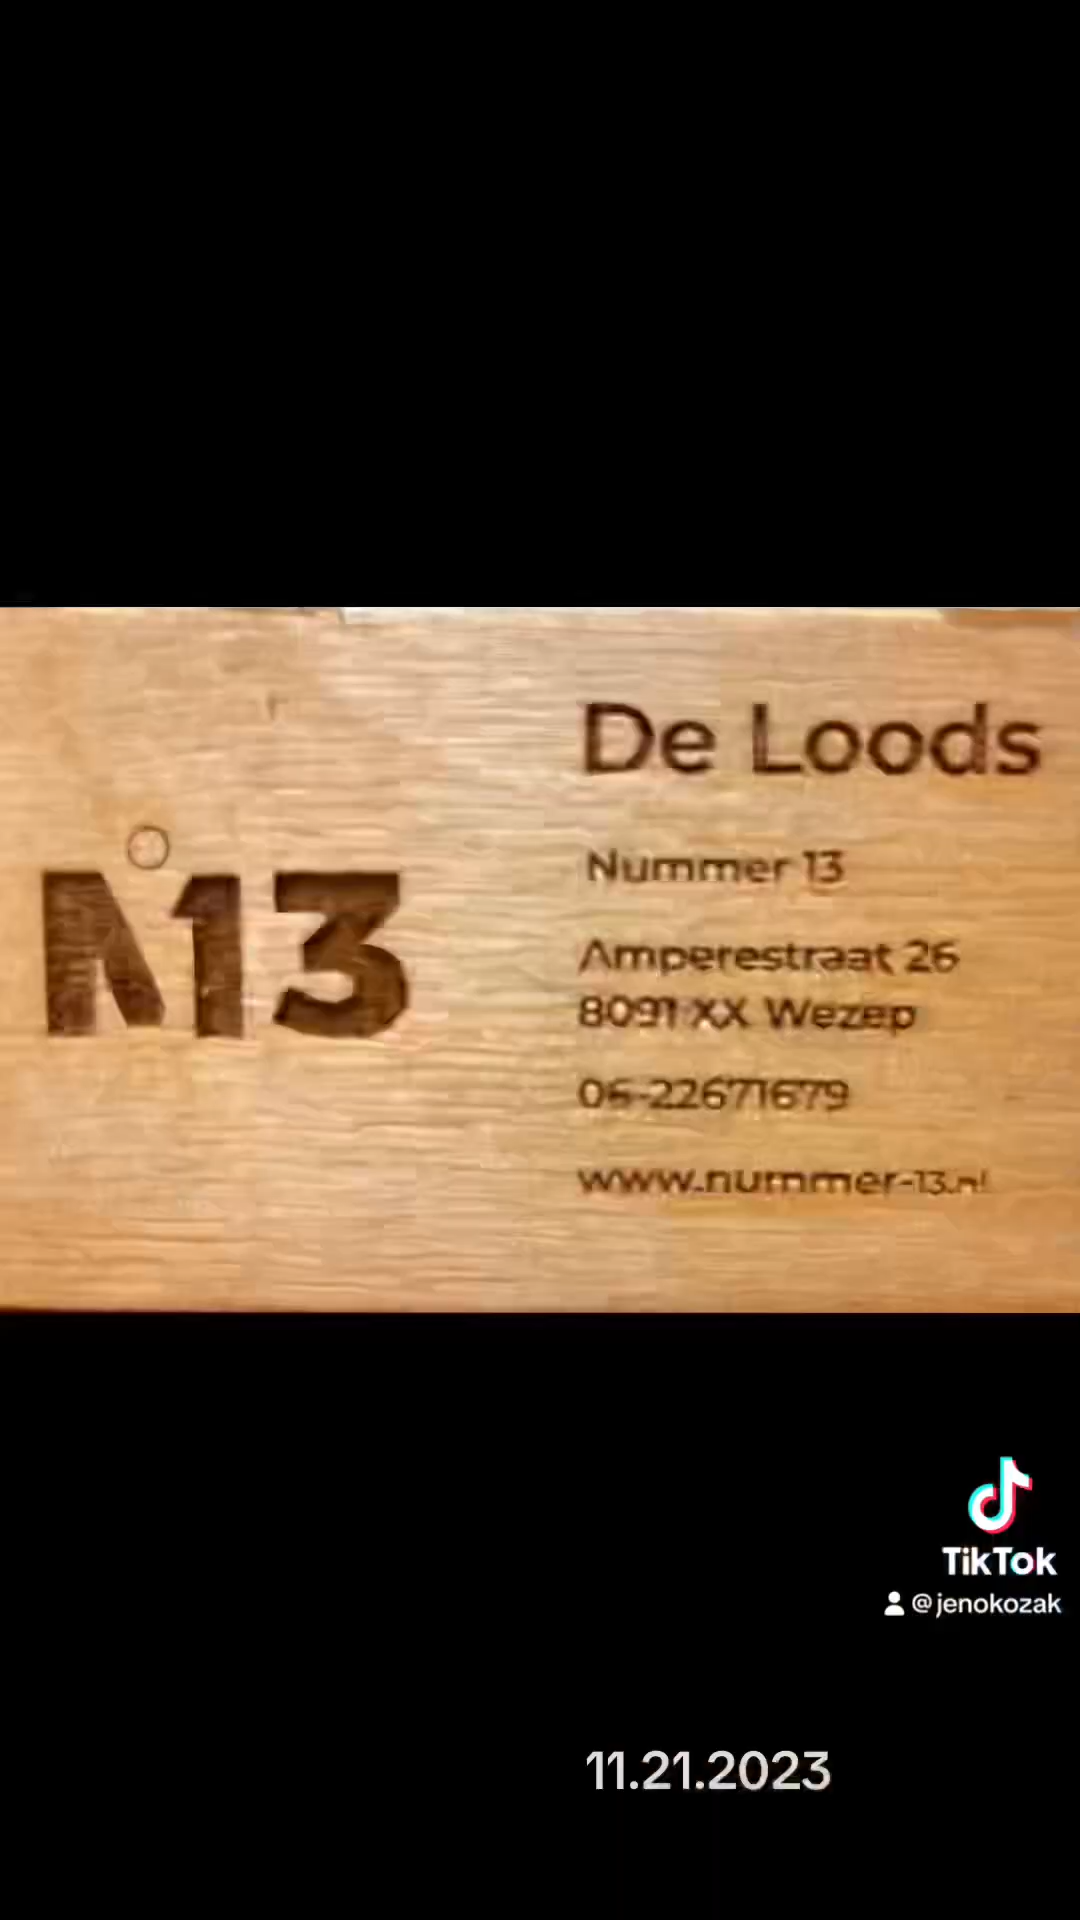 De Loods
N13
Nummer 13
Amperestraat 26
8091 XX Wezep
06-22671679
www.nummer-13.nl
TikTok
@jenokozak
11.21.2023